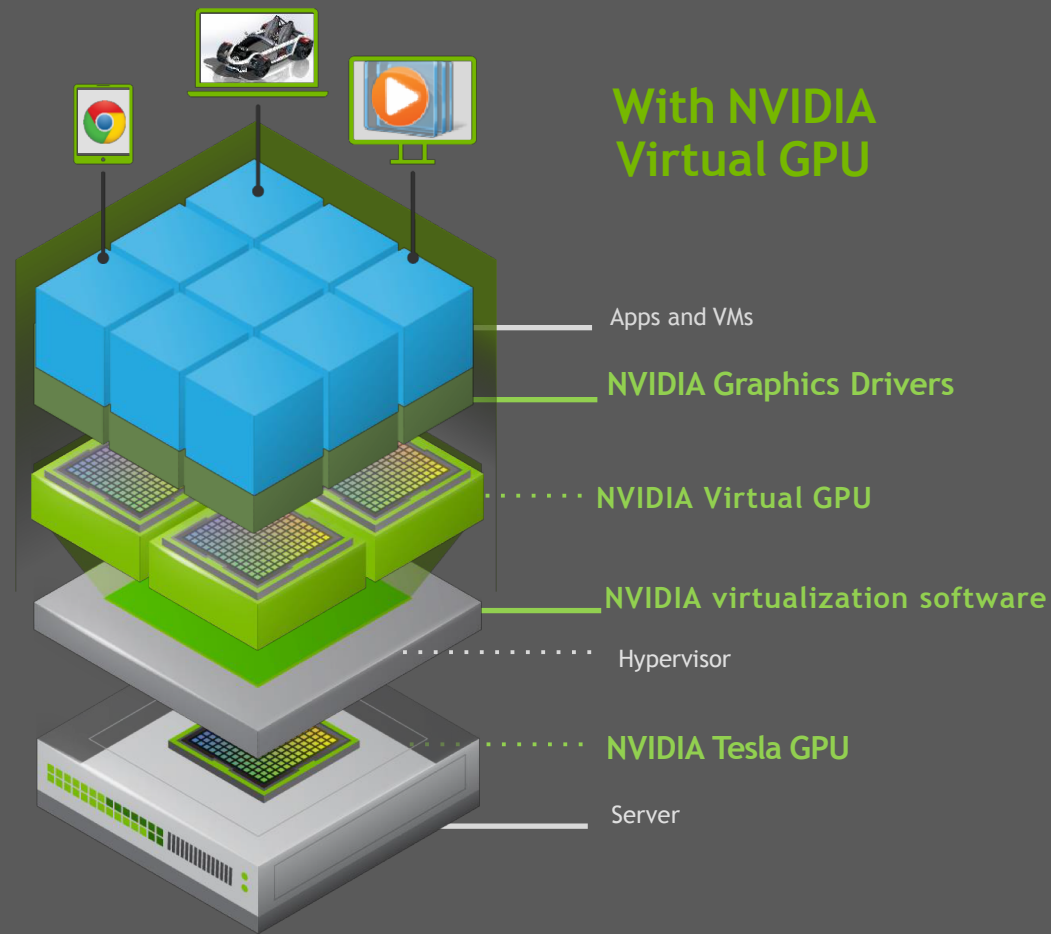 With NVIDIA
Virtual GPU
Apps and VMs
NVIDIA Graphics Drivers
NVIDIA Virtual GPU
NVIDIA virtualization software
Hypervisor
NVIDIA Tesla GPU
Server